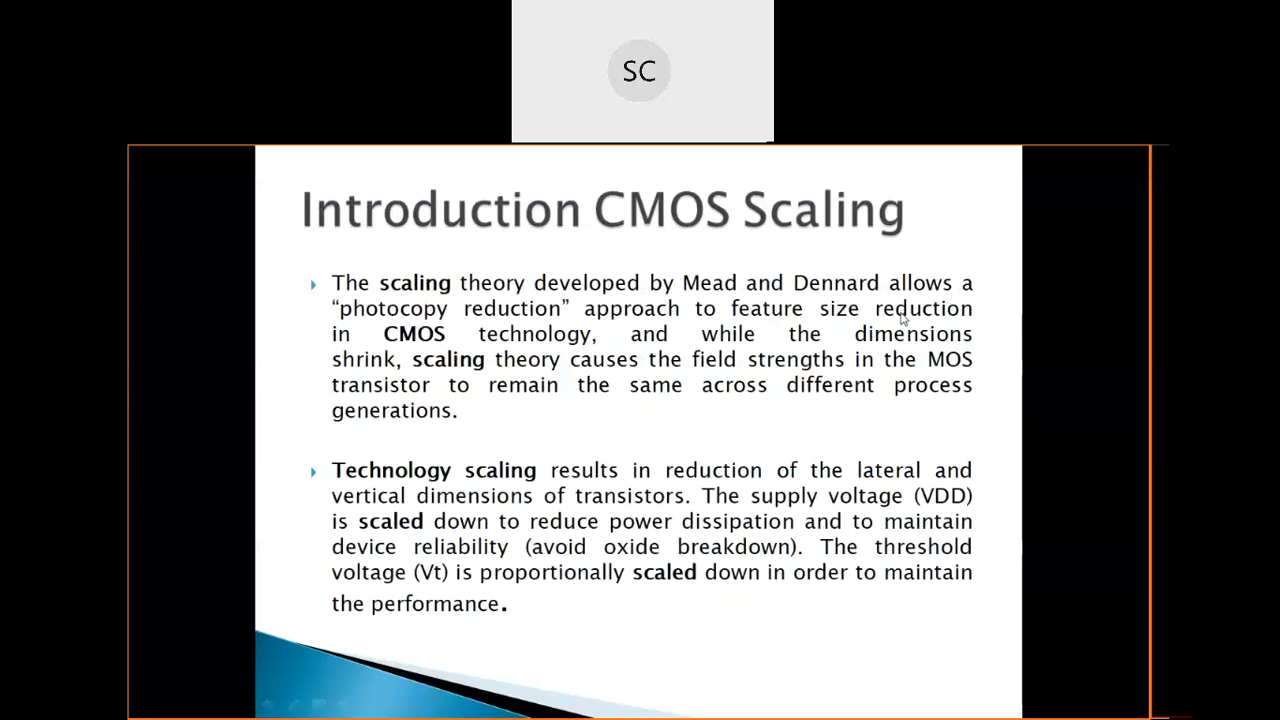 SC
Introduction CMOS Scaling
The scaling theory developed by Mead and Dennard allows a
“photocopy reduction” approach to feature size reduction
in CMOS technology, and while the dimensions
shrink, scaling theory causes the field strengths in the MOS
transistor to remain the same across different process
generations.
Technology scaling results in reduction of the lateral and
vertical dimensions of transistors. The supply voltage (VDD)
is scaled down to reduce power dissipation and to maintain
device reliability (avoid oxide breakdown). The threshold
voltage (Vt) is proportionally scaled down in order to maintain
the performance.